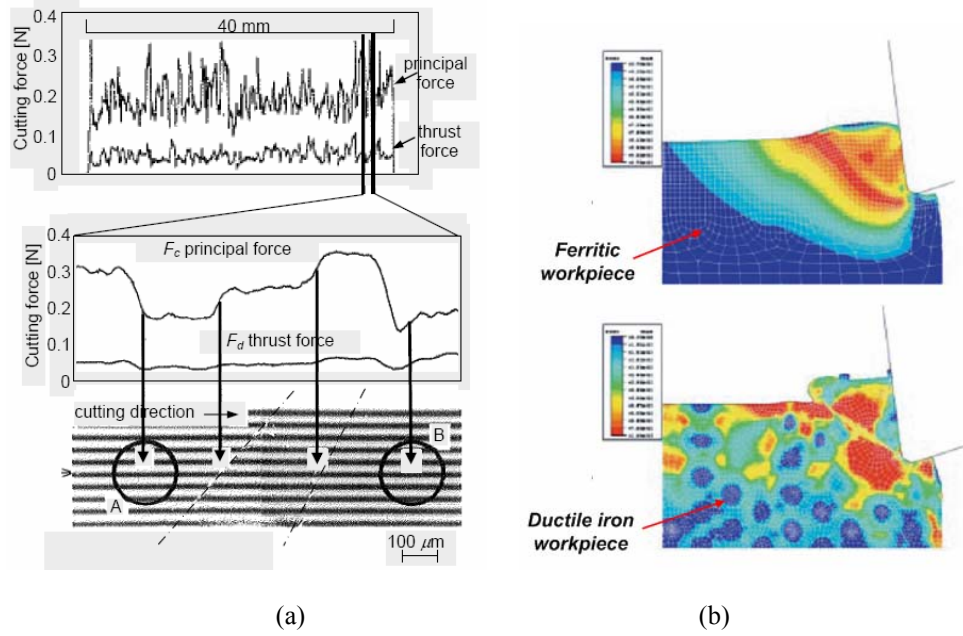 Cutting force [N]
0.4
0.3
0.2
0.1
0
40 mm
principal
force
thrust
force
Cutting force [N]
0.4
0.3
0.2
0.1
0
Fc principal force
Fd thrust force
cutting direction
A
B
100 μm
(a)
Ferritic
workpiece
Ductile iron
workpiece
(b)